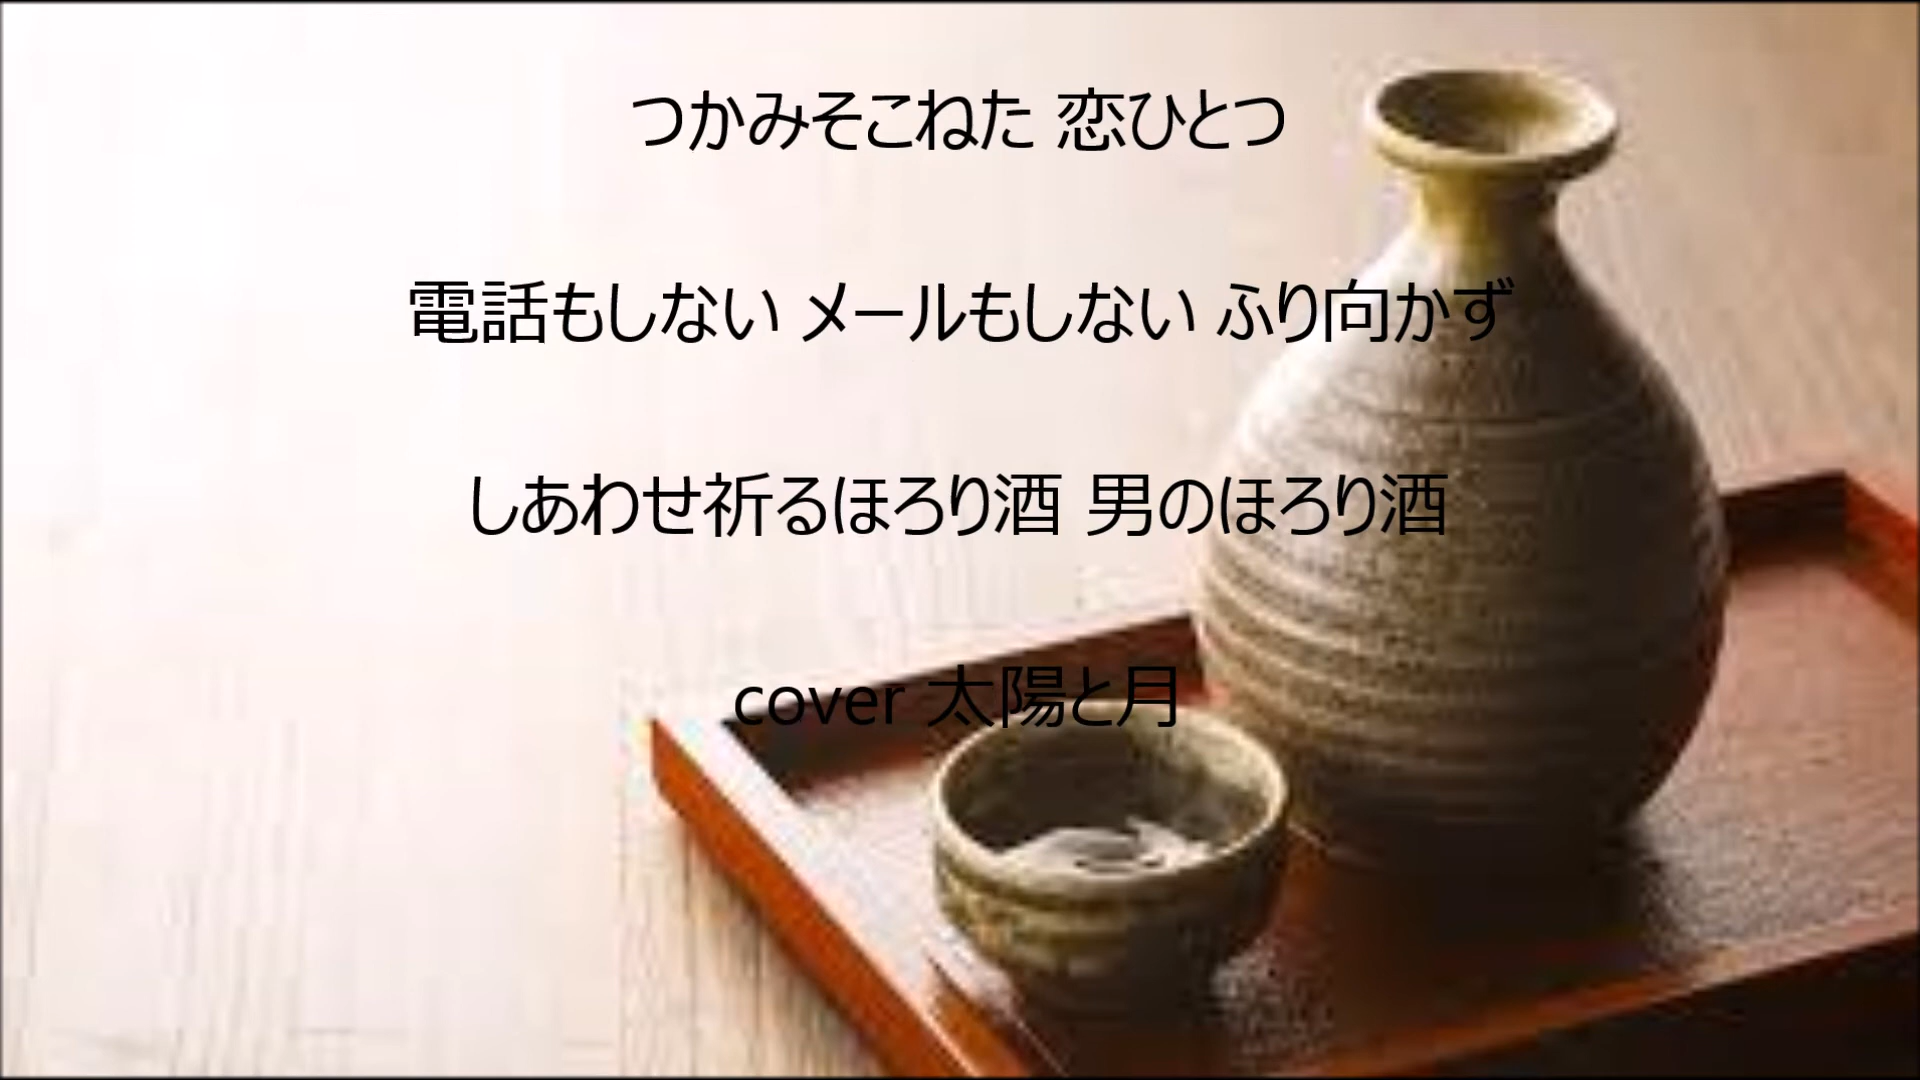 つかみそこねた 恋ひとつ
電話もしない メールもしない ふり向かず
しあわせ祈るほろり酒 男のほろり酒
cover 太陽と月